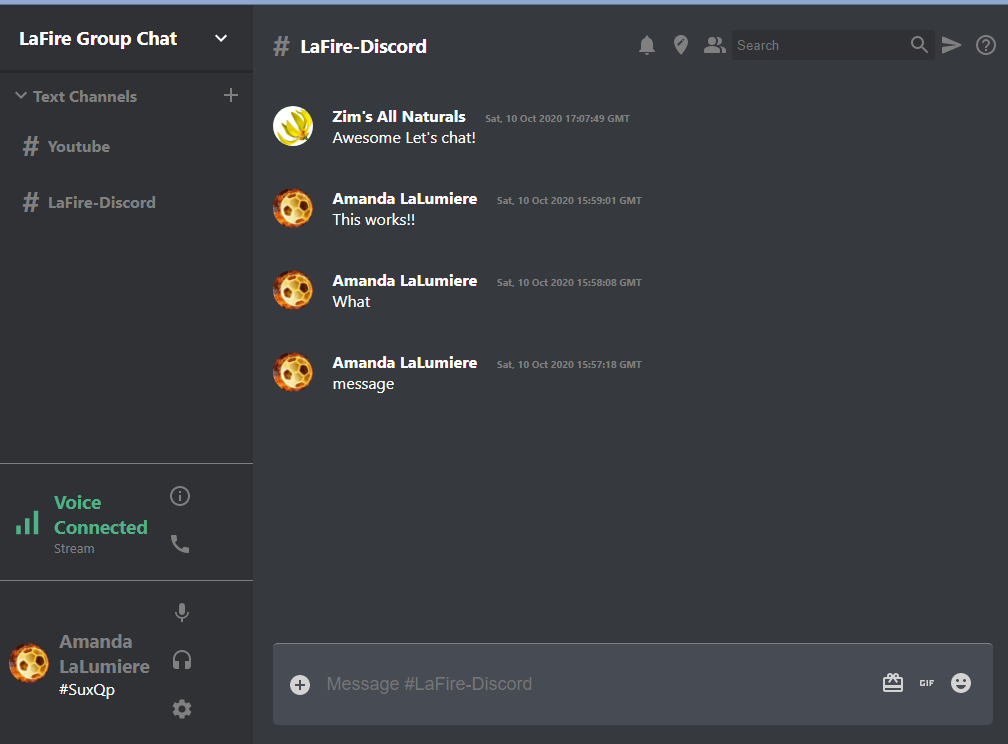 LaFire Group Chat
Text Channels
# Youtube
# LaFire-Discord
Voice
Connected
Stream
Amanda
LaLumiere
#SuxQp
# LaFire-Discord
Search
Zim's All Naturals Sat, 10 Oct 2020 17:07:49 GMT
Awesome Let's chat!
Amanda LaLumiere Sat, 10 Oct 2020 15:59:01 GMT
This works!!
Amanda LaLumiere Sat, 10 Oct 2020 15:58:08 GMT
What
Amanda LaLumiere Sat, 10 Oct 2020 15:57:18 GMT
message
Message #LaFire-Discord
GIF